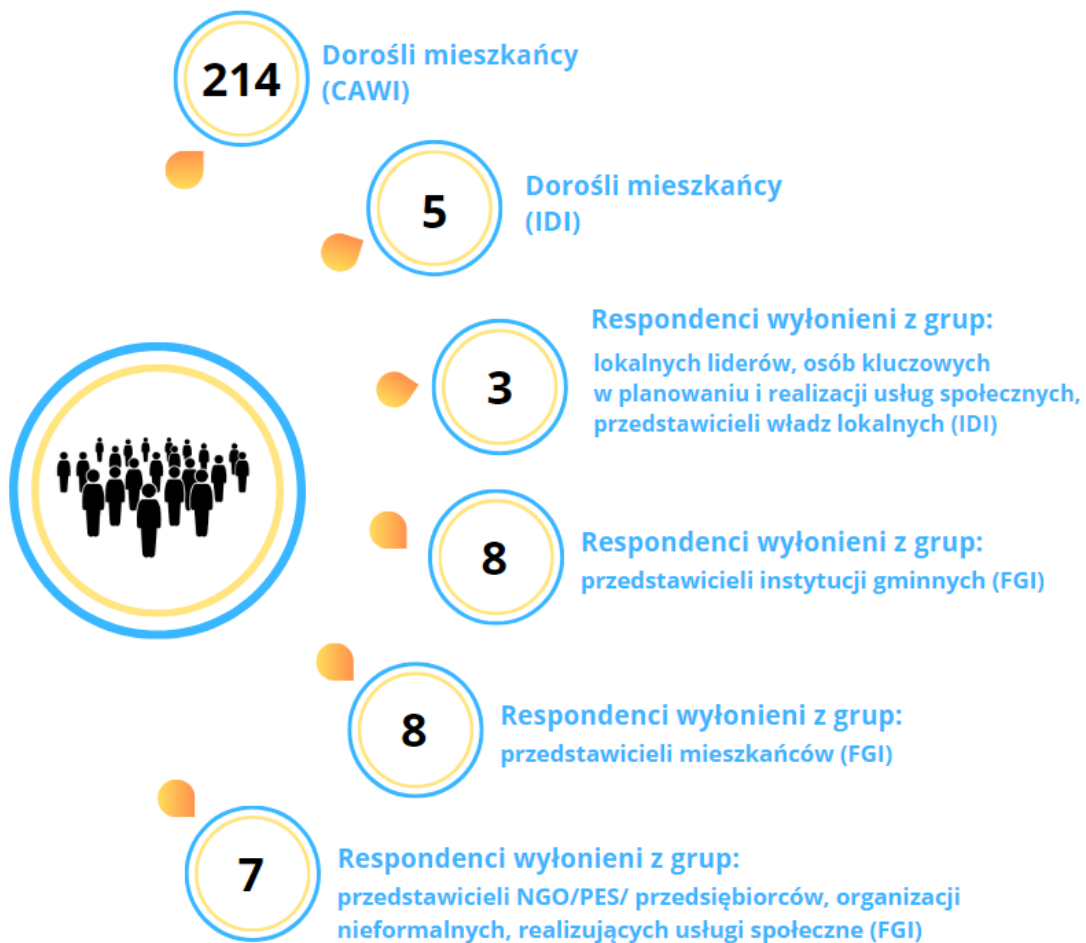 214
Dorośli mieszkańcy
(CAWI)
5
Dorośli mieszkańcy
(IDI)
3
Respondenci wyłonieni z grup:
lokalnych liderów, osób kluczowych
w planowaniu i realizacji usług społecznych,
przedstawicieli władz lokalnych (IDI)
8
Respondenci wyłonieni z grup:
przedstawicieli instytucji gminnych (FGI)
8
Respondenci wyłonieni z grup:
przedstawicieli mieszkańców (FGI)
7
Respondenci wyłonieni z grup:
przedstawicieli NGO/PES/ przedsiębiorców, organizacji
nieformalnych, realizujących usługi społeczne (FGI)